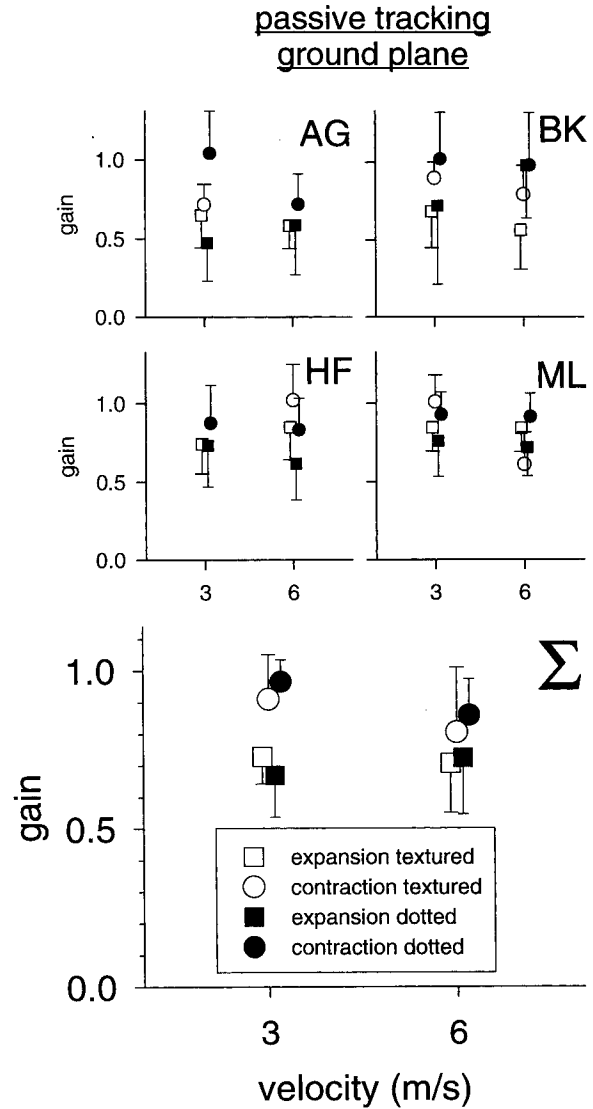 passive tracking
ground plane
AG
BK
gain
1.0
0.5
0.0
HF
ML
gain
1.0
0.5
0.0
3
6
3
6
Σ
gain
1.0
0.5
0.0
expansion textured
contraction textured
expansion dotted
contraction dotted
3
6
velocity (m/s)